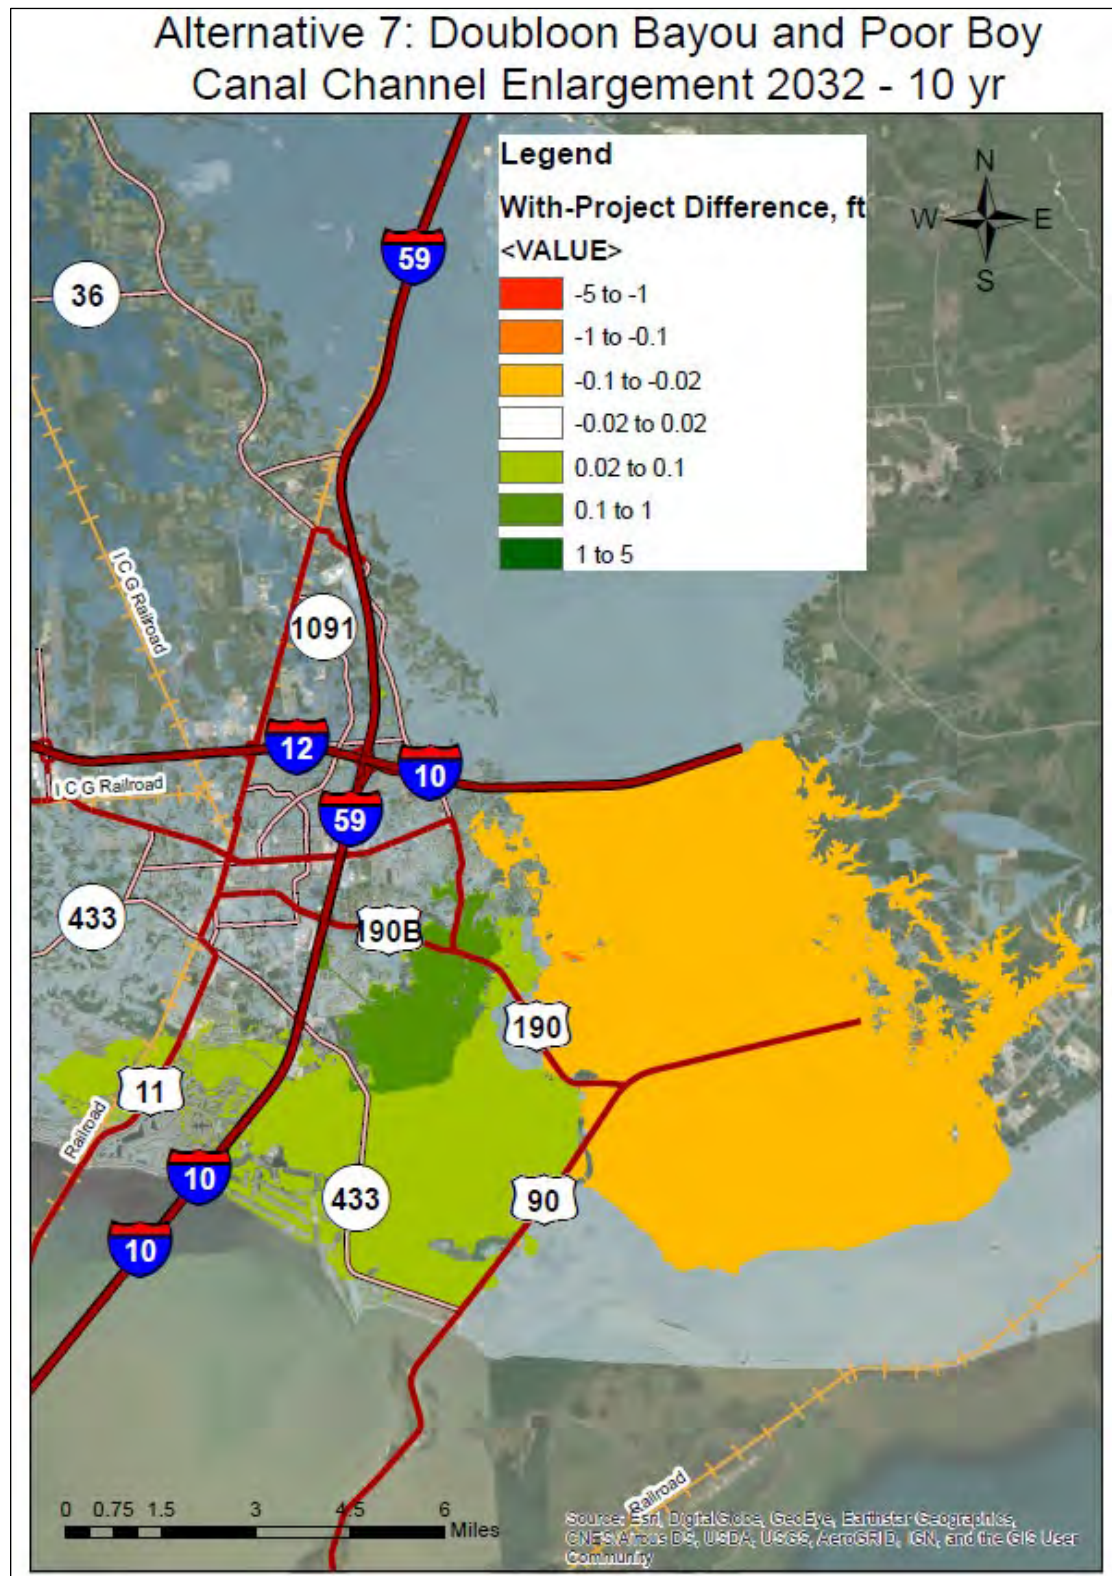 Alternative 7: Doubloon Bayou and Poor Boy
Canal Channel Enlargement 2032 - 10 yr
Legend
With-Project Difference, ft
<VALUE>
-5 to -1
-1 to -0.1
-0.1 to -0.02
-0.02 to 0.02
0.02 to 0.1
0.1 to 1
1 to 5
N
W
E
S
59
36
I C G Railroad
1091
12
10
I C G Railroad
59
433
190B
190
11
Railroad
10
433
90
10
Railroad
0 0.75 1.5 3 4.5 6
Miles
Source: Esri, DigitalGlobe, GeoEye, Earthstar Geographics,
CNES/Airbus DS, USDA, USGS, AeroGRID, IGN, and the GIS User
Community